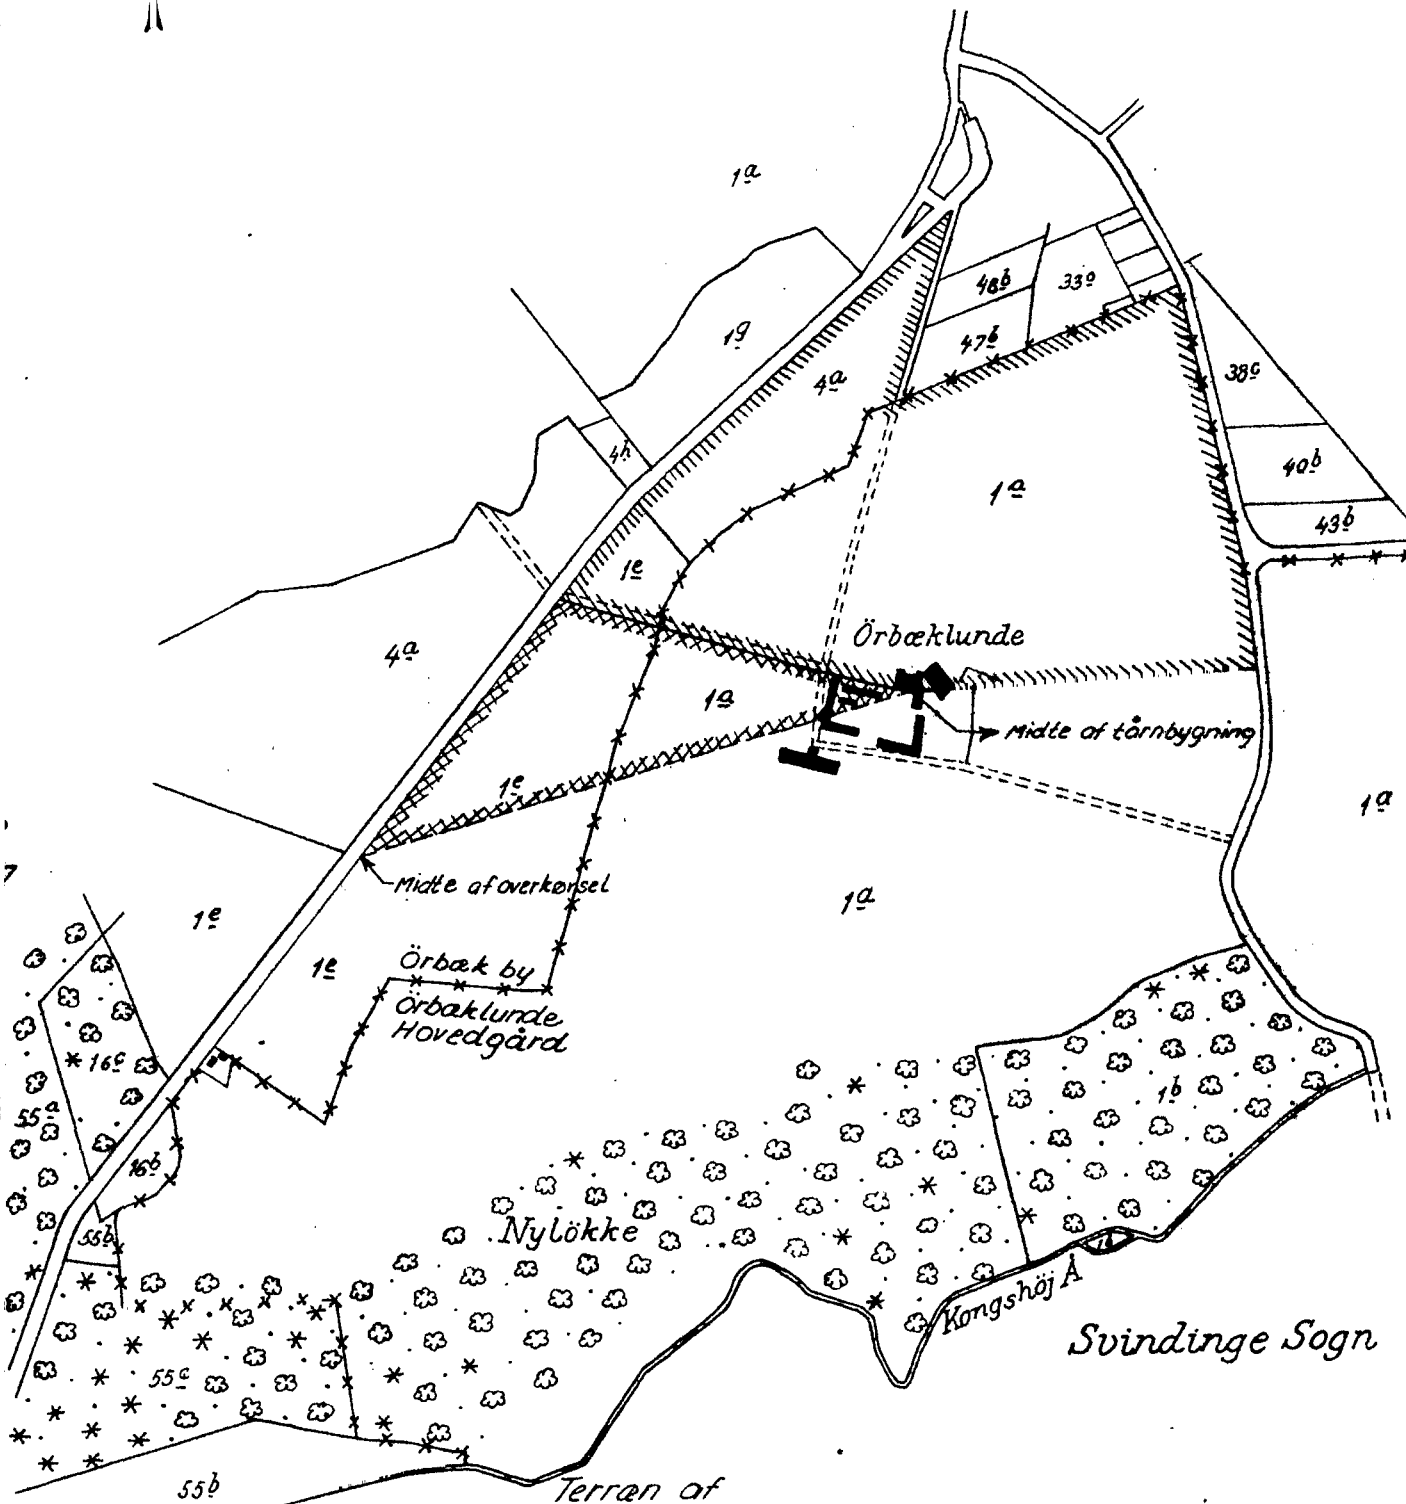 1a
48b
33a
1g
47b
4a
38c
4h
40b
1a
43b
1e
Örbæklunde
4a
1a
Midte af tårnbygning
1e
1a
7
Midte af overkørsel
1a
1e
Örbæk by
1e
Örbæklunde
Hovedgård
16c
1b
55a
16b
Nylökke
55b
Kongshöj Å
Svindinge Sogn
55c
55b
Terræn af